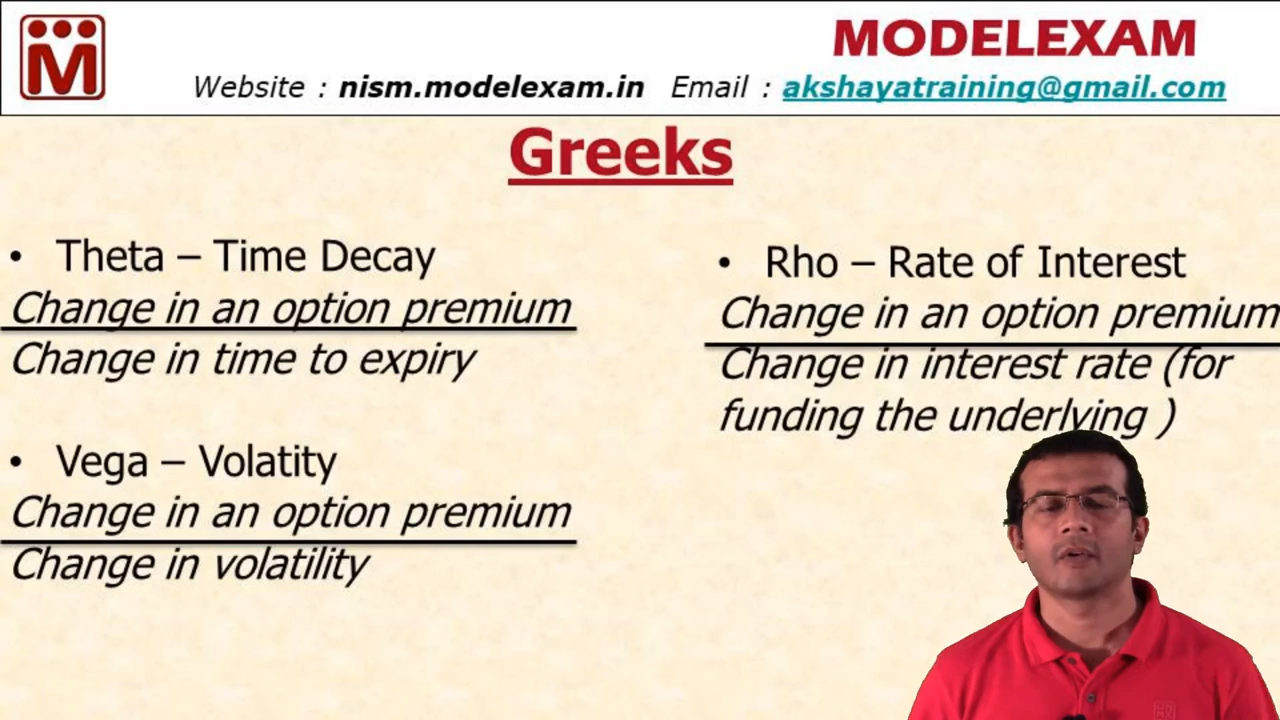 M
MODELEXAM
Website : nism.modelexam.in Email : akshayatraining@gmail.com
Greeks
• Theta – Time Decay
Change in an option premium
Change in time to expiry
• Vega – Volatity
Change in an option premium
Change in volatility
• Rho – Rate of Interest
Change in an option premium
Change in interest rate (for
funding the underlying )